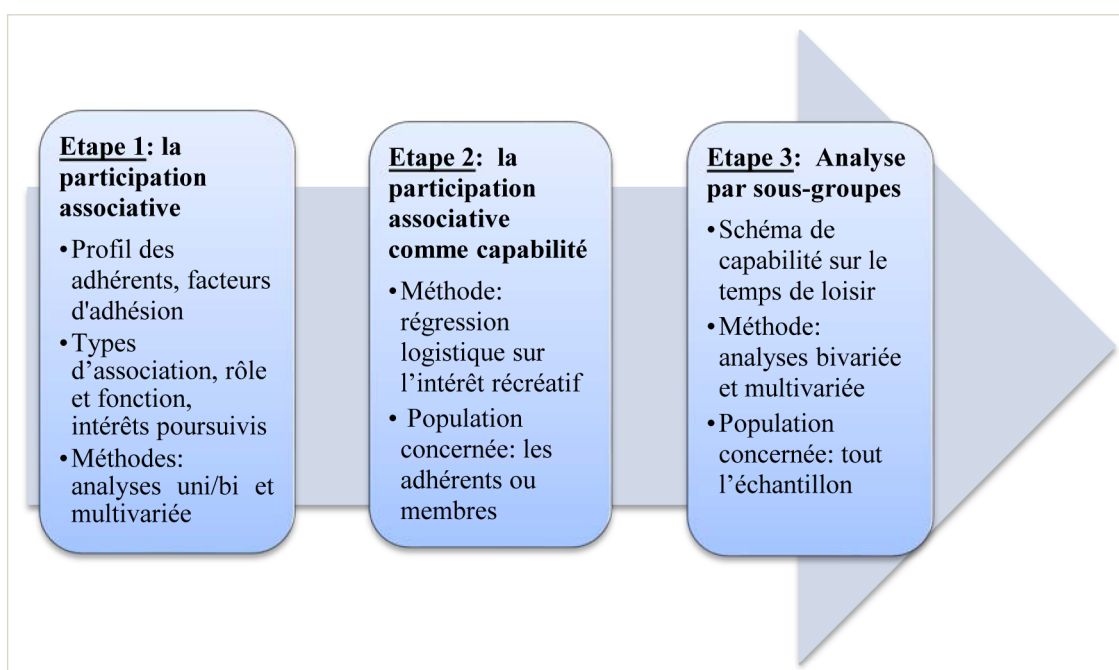 Etape 1: la
participation
associative
•Profil des
adhérents, facteurs
d'adhésion
•Types
d’association, rôle
et fonction,
intérêts poursuivis
•Méthodes:
analyses uni/bi et
multivariée
Etape 2: la
participation
associative
comme capabilité
•Méthode:
régression
logistique sur
l’intérêt récréatif
• Population
concernée: les
adhérents ou
membres
Etape 3: Analyse
par sous-groupes
•Schéma de
capabilité sur le
temps de loisir
•Méthode:
analyses bivariée
et multivariée
•Population
concernée: tout
l’échantillon